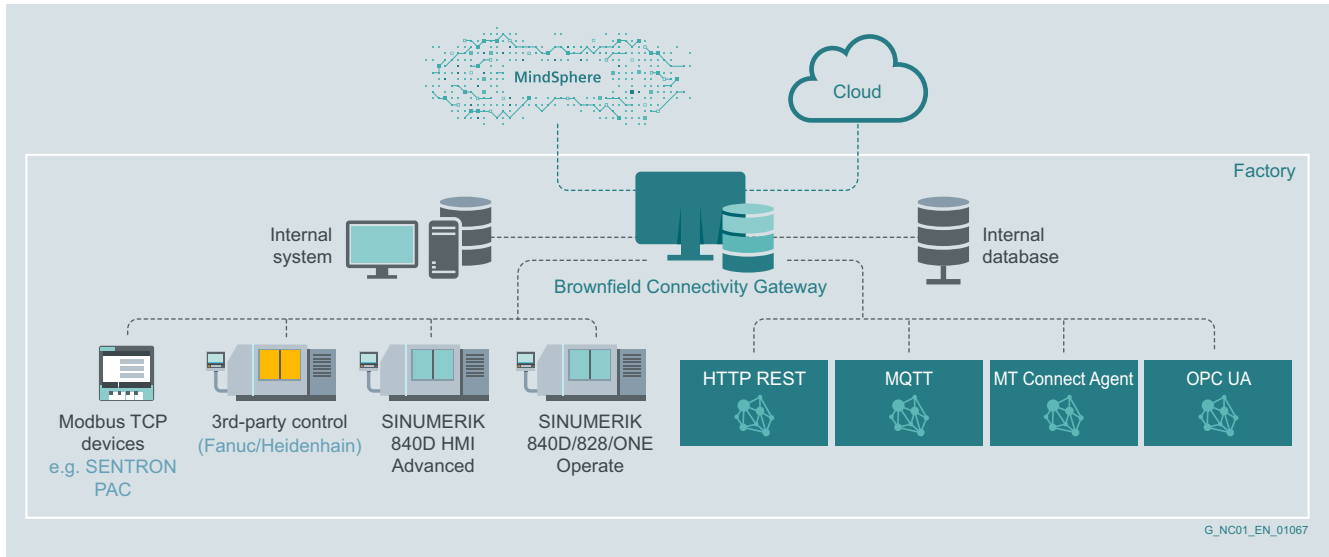 MindSphere
Cloud
Factory
Internal
system
Internal
database
Brownfield Connectivity Gateway
Modbus TCP
devices
e.g. SENTRON
PAC
3rd-party control
(Fanuc/Heidenhain)
SINUMERIK
840D HMI
Advanced
SINUMERIK
840D/828/ONE
Operate
HTTP REST
MQTT
MT Connect Agent
OPC UA
G_NC01_EN_01067